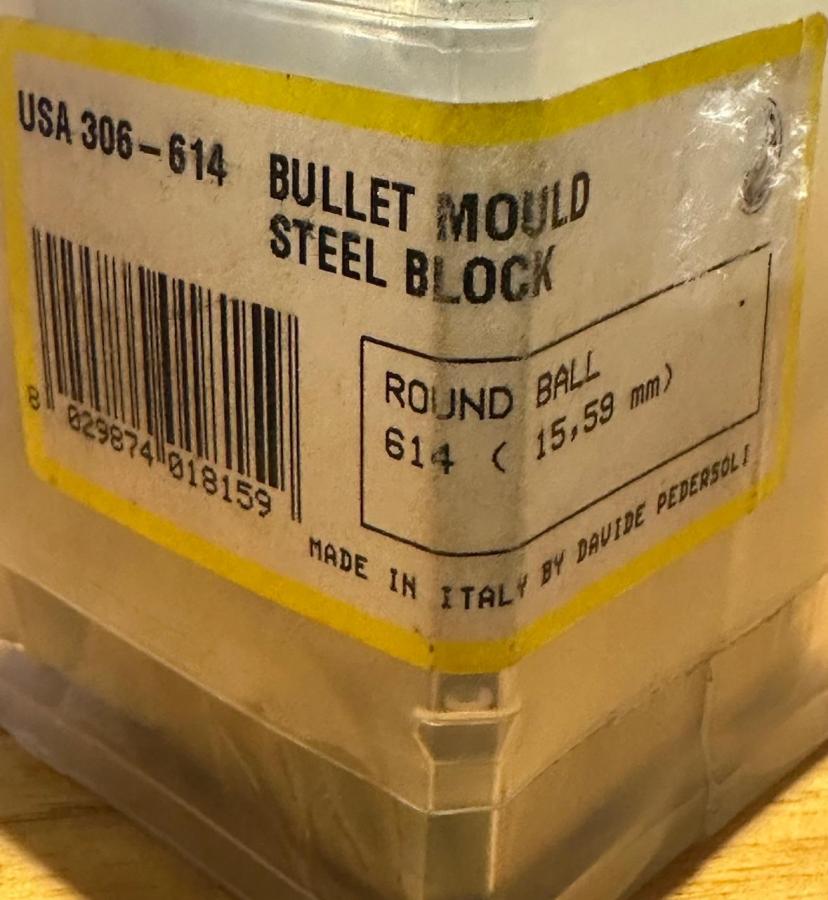 USA 306-614
BULLET MOULD
STEEL BLOCK
8 029874 018159
ROUND BALL
614 ( 15,59 mm)
MADE IN ITALY BY DAVIDE PEDERSOLI